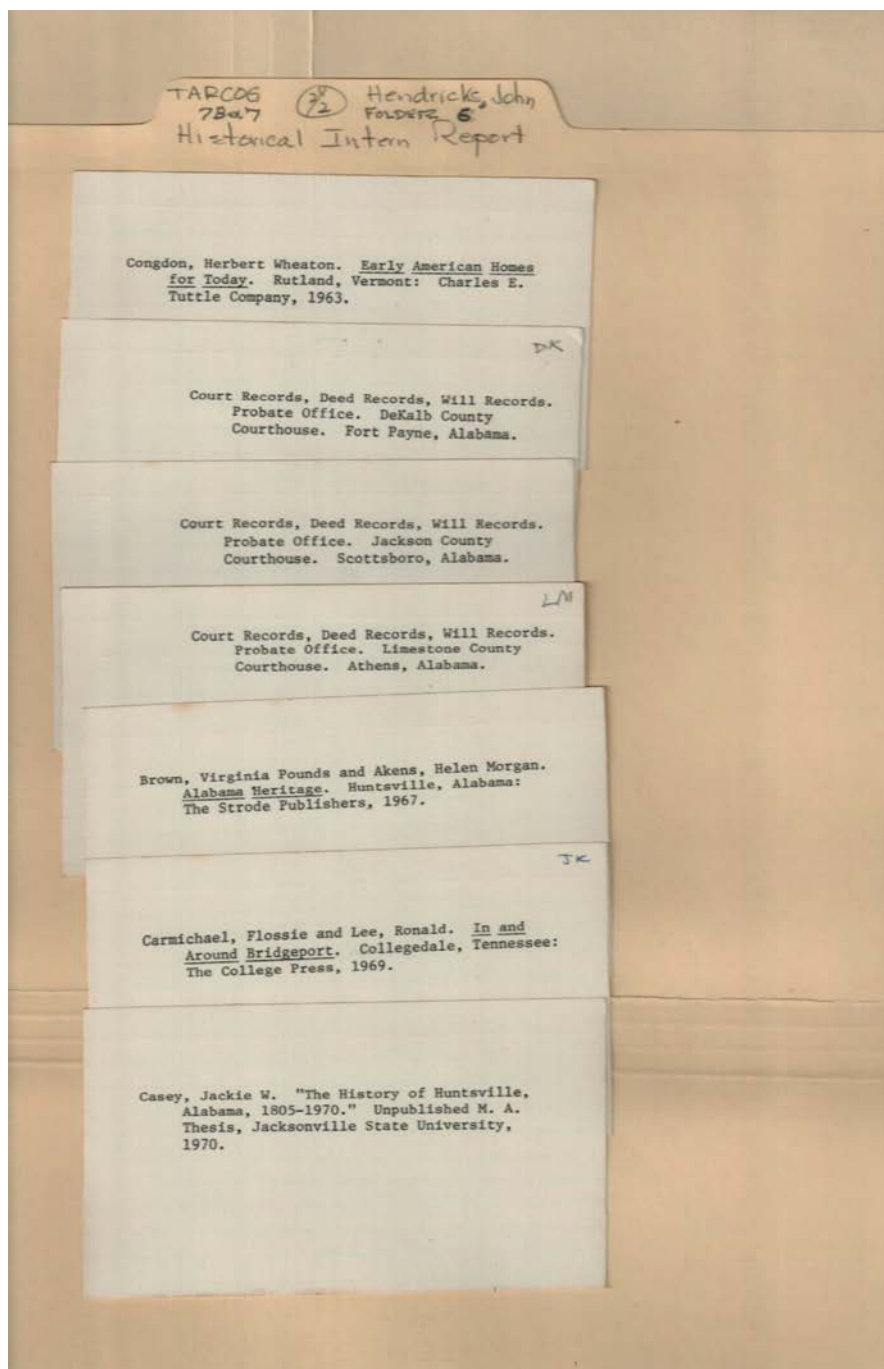 TARCOG Hendricks, John
7Ba7 FOLDER 6
Historical Intern Report
Congdon, Herbert Wheaton. Early American Homes
for Today. Rutland, Vermont: Charles E.
Tuttle Company, 1963.
DK
Court Records, Deed Records, Will Records.
Probate Office. DeKalb County
Courthouse. Fort Payne, Alabama.
Court Records, Deed Records, Will Records.
Probate Office. Jackson County
Courthouse. Scottsboro, Alabama.
LM
Court Records, Deed Records, Will Records.
Probate Office. Limestone County
Courthouse. Athens, Alabama.
Brown, Virginia Pounds and Akens, Helen Morgan.
Alabama Heritage. Huntsville, Alabama:
The Strode Publishers, 1967.
JK
Carmichael, Flossie and Lee, Ronald. In and
Around Bridgeport. Collegedale, Tennessee:
The College Press, 1969.
Casey, Jackie W. "The History of Huntsville,
Alabama, 1805-1970." Unpublished M. A.
Thesis, Jacksonville State University,
1970.